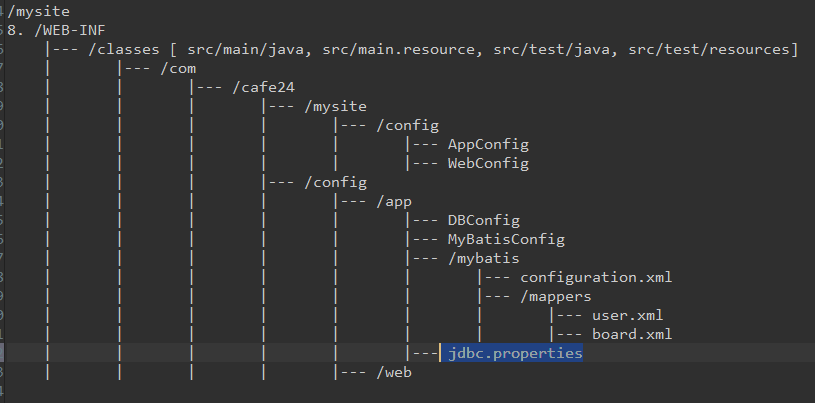 /mysite
8. /WEB-INF
|--- /classes [ src/main/java, src/main.resource, src/test/java, src/test/resources]
| |--- /com
| | |--- /cafe24
| | | |--- /mysite
| | | | |--- /config
| | | | | |--- AppConfig
| | | | | |--- WebConfig
| | | |--- /config
| | | | |--- /app
| | | | | |--- DBConfig
| | | | | |--- MyBatisConfig
| | | | | |--- /mybatis
| | | | | | |--- configuration.xml
| | | | | | |--- /mappers
| | | | | | | |--- user.xml
| | | | | | | |--- board.xml
| | | | | |--- jdbc.properties
| | | | |--- /web